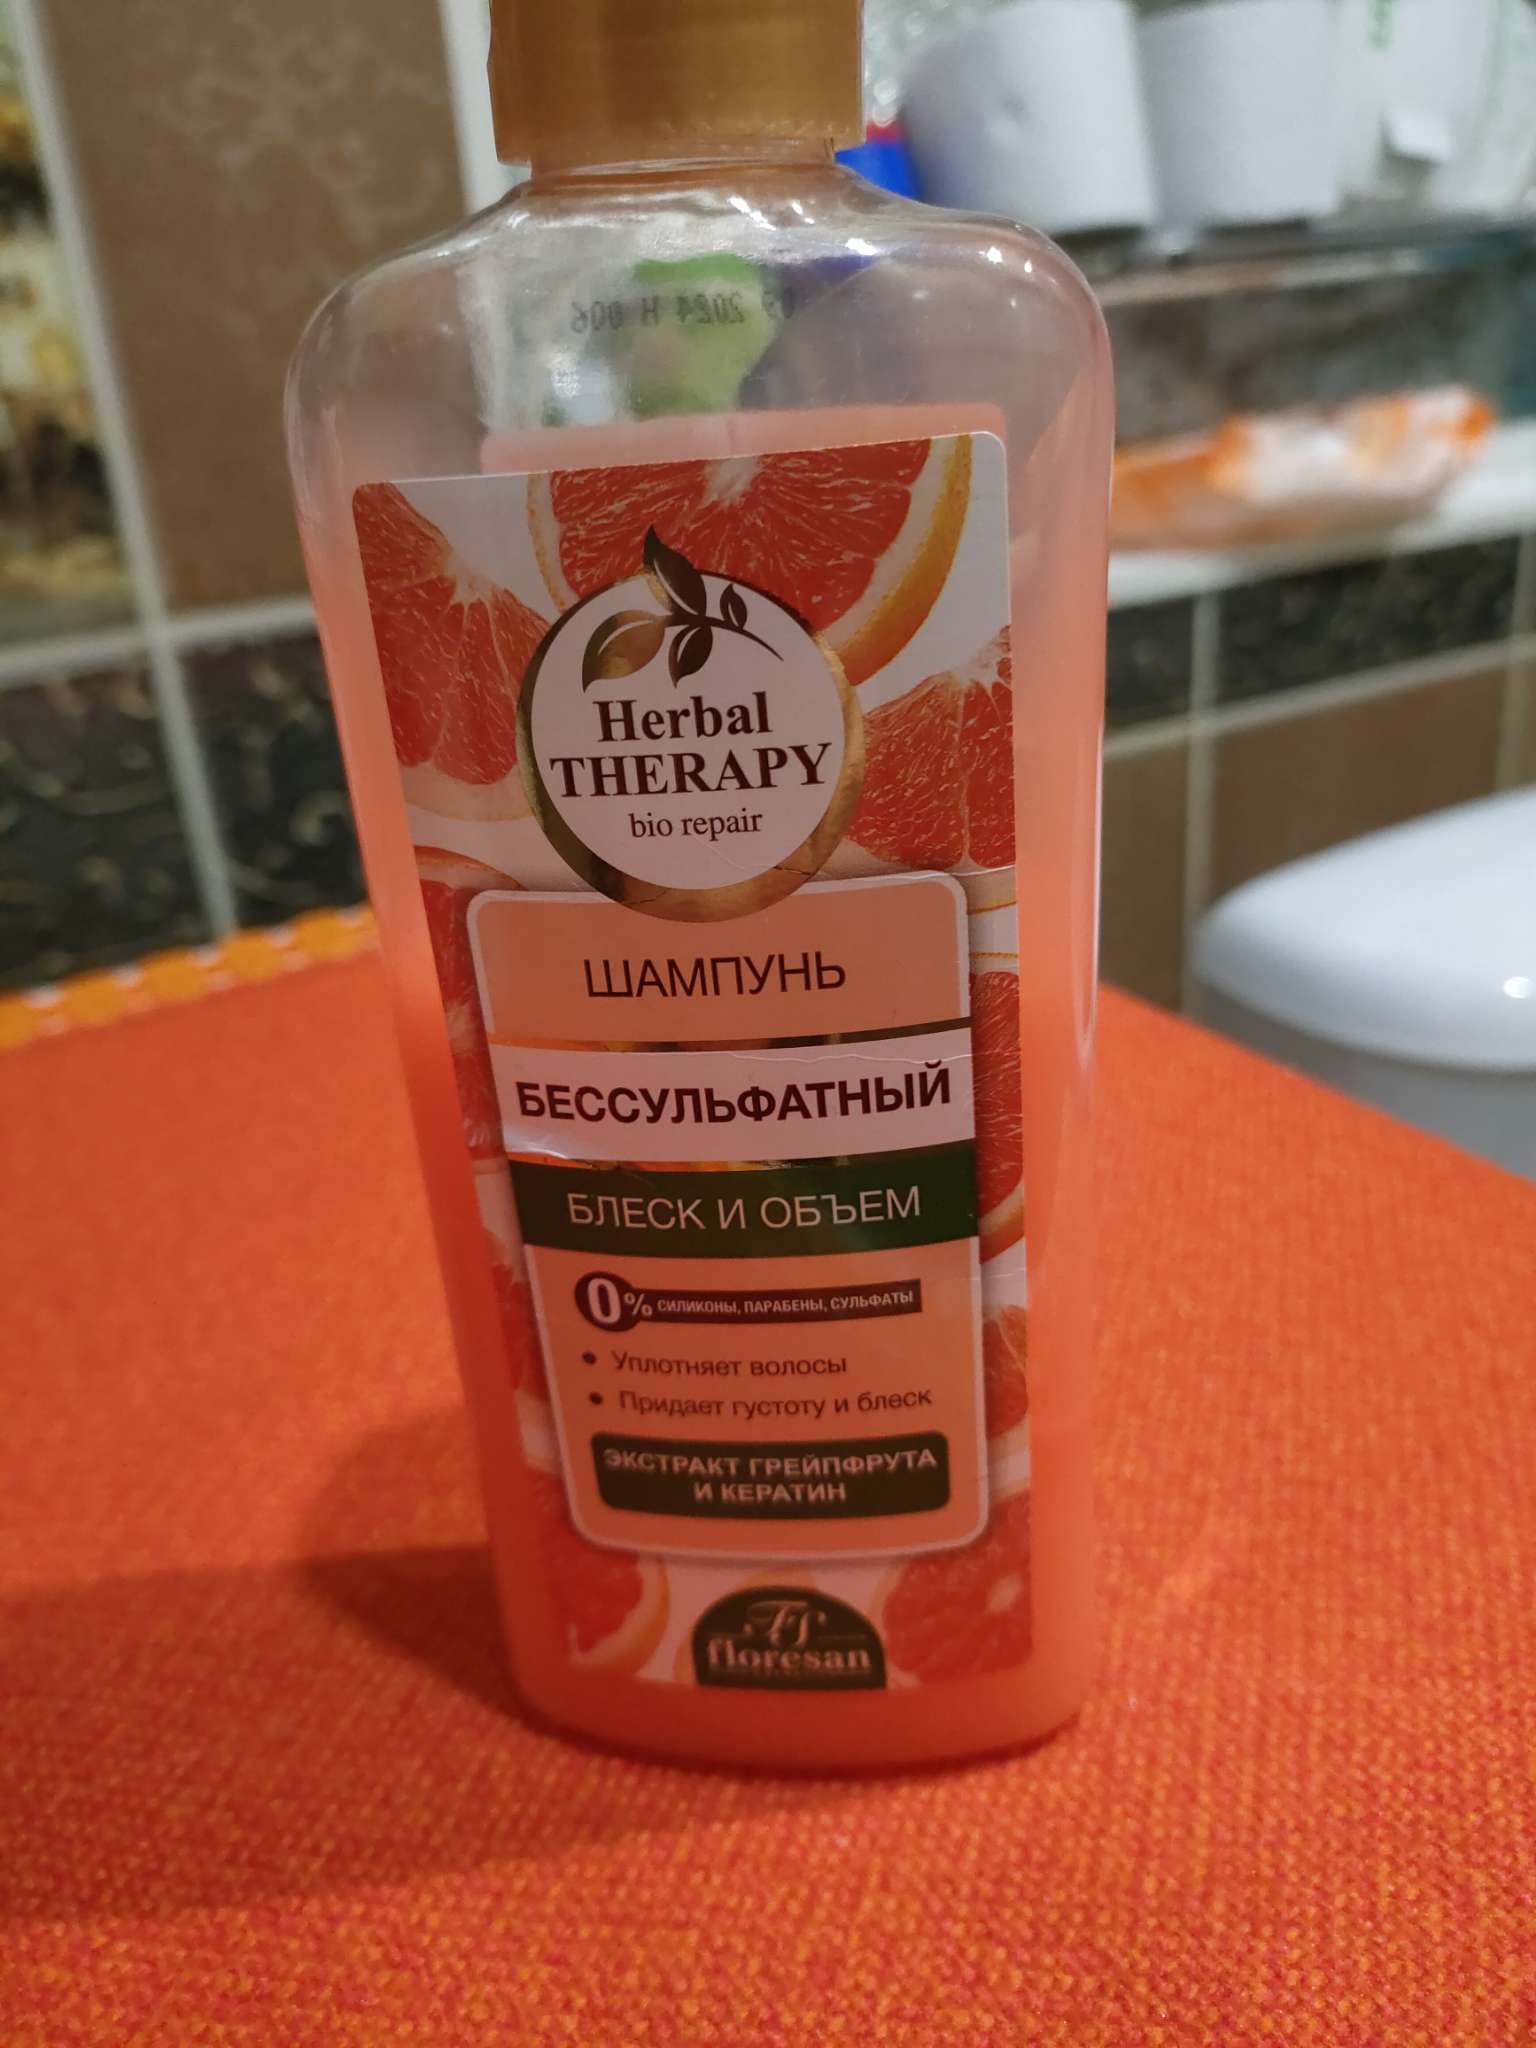 Herbal
THERAPY
bio repair
ШАМПУНЬ
БЕССУЛЬФАТНЫЙ
БЛЕСК И ОБЪЕМ
0% СИЛИКОНЫ, ПАРАБЕНЫ, СУЛЬФАТЫ
• Уплотняет волосы
• Придает густоту и блеск
ЭКСТРАКТ ГРЕЙПФРУТА
И КЕРАТИН
FS
floresan